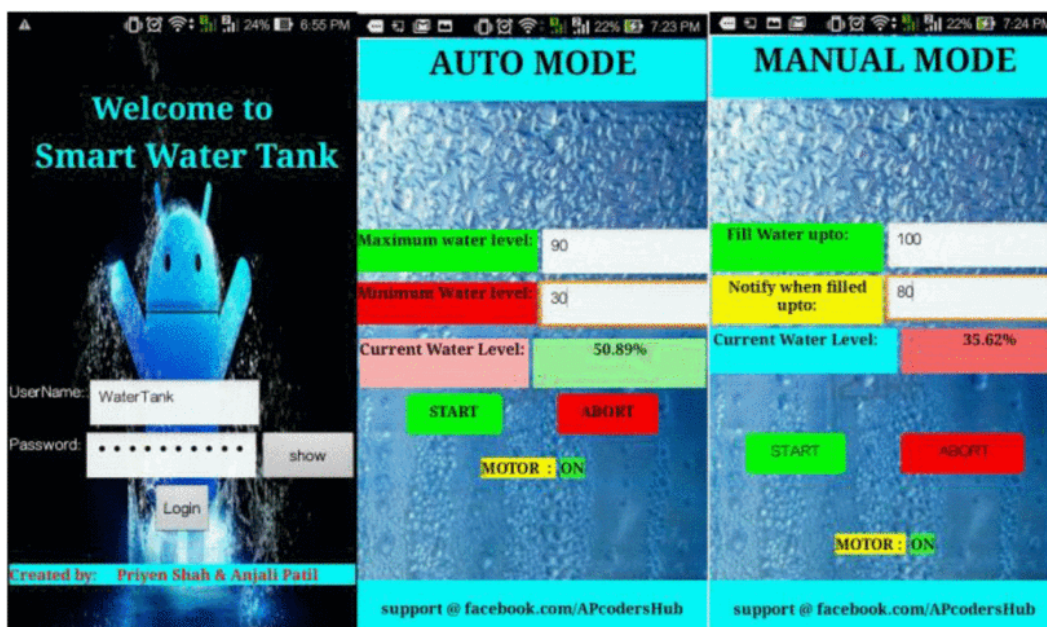 24% 6:55 PM
Welcome to
Smart Water Tank
UserName:
WaterTank
Password:
show
Login
Created by: Priyen Shah & Anjali Patil
22% 7:23 PM
AUTO MODE
Maximum water level: 90
Minimum Water level: 30
Current Water Level: 50.89%
START ABORT
MOTOR : ON
support @ facebook.com/APcodersHub
22% 7:24 PM
MANUAL MODE
Fill Water upto: 100
Notify when filled
upto: 80
Current Water Level: 35.62%
START ABORT
MOTOR : ON
support @ facebook.com/APcodersHub